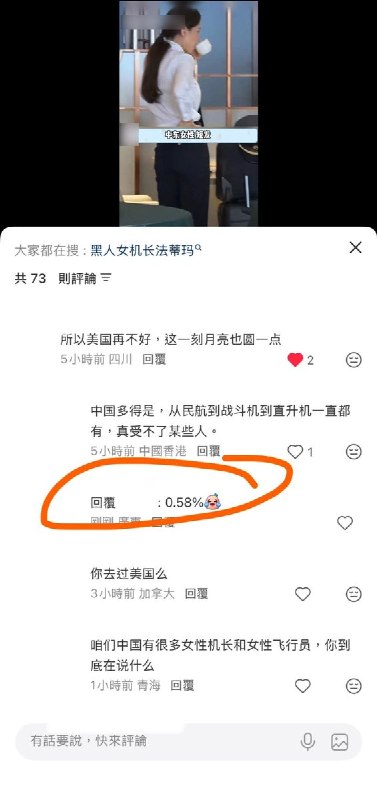 中东女性频羞
大家都在搜：黑人女机长法蒂玛
共 73 則評論
所以美国再不好，这一刻月亮也圆一点
5小時前 四川 回覆
2
中国多得是，从民航到战斗机到直升机一直都
有，真受不了某些人。
5小時前 中國香港 回覆
1
回覆 : 0.58%😂
剛剛 回覆
你去过美国么
3小時前 加拿大 回覆
咱们中国有很多女性机长和女性飞行员，你到
底在说什么
1小時前 青海 回覆
有話要說，快來評論